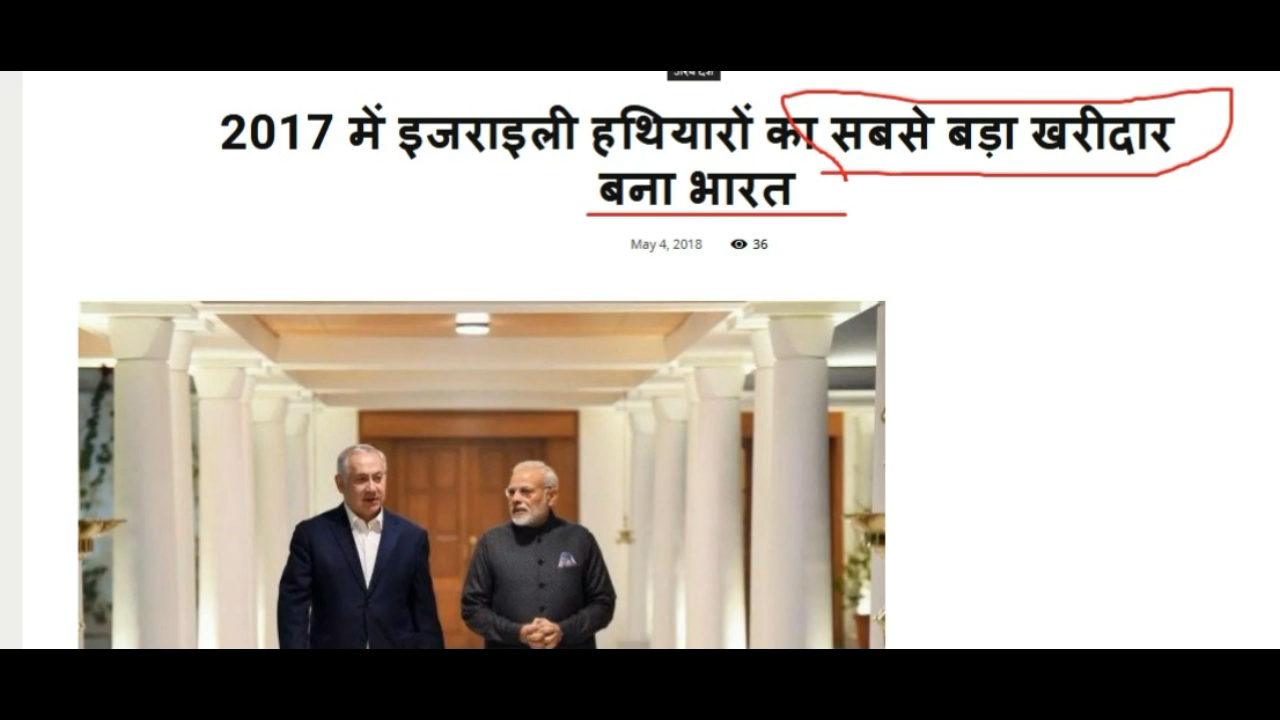 2017 में इजराइली हथियारों का सबसे बड़ा खरीदार
बना भारत
May 4, 2018 36